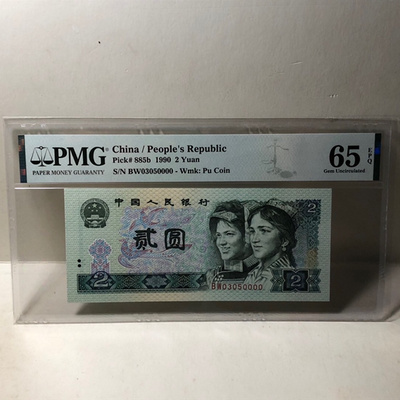 PMG
PAPER MONEY GUARANTY
China / People's Republic
Pick# 885b 1990 2 Yuan
S/N BW03050000 - Wmk: Pu Coin
65 EPQ
Gem Uncirculated
中国人民银行
2
贰圆
2
BW03050000